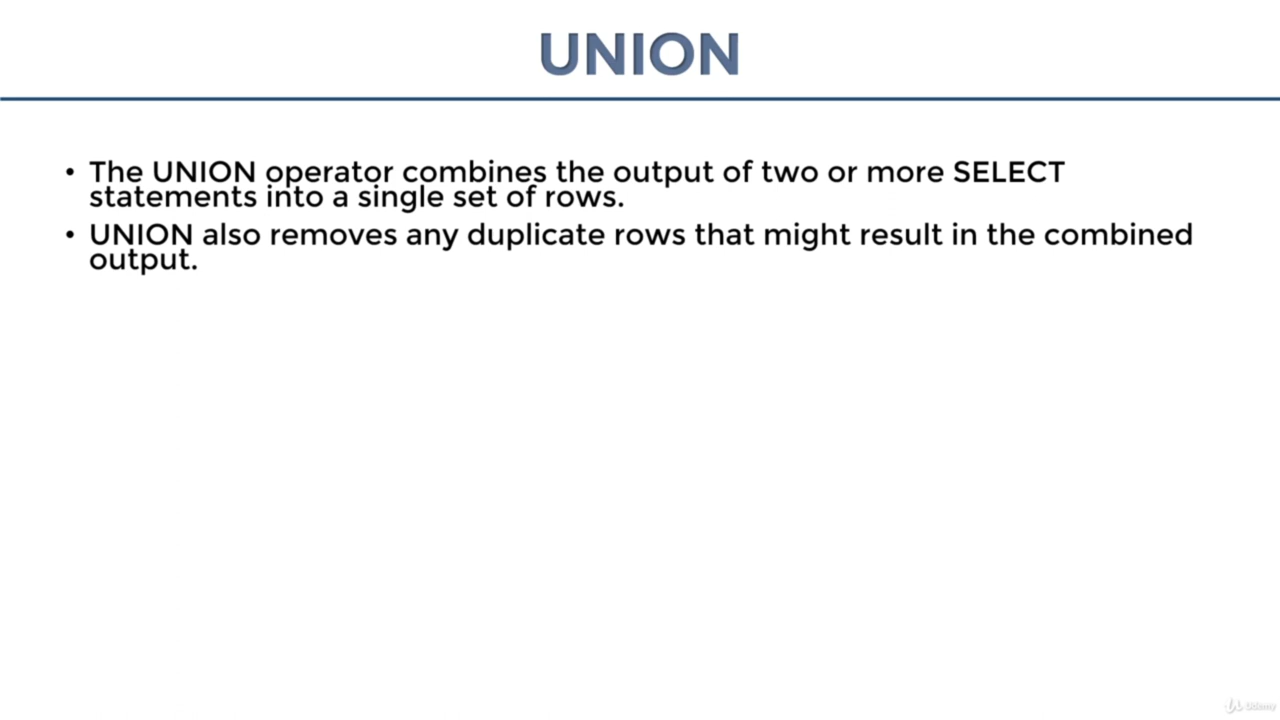 UNION
• The UNION operator combines the output of two or more SELECT
statements into a single set of rows.
• UNION also removes any duplicate rows that might result in the combined
output.
Udemy